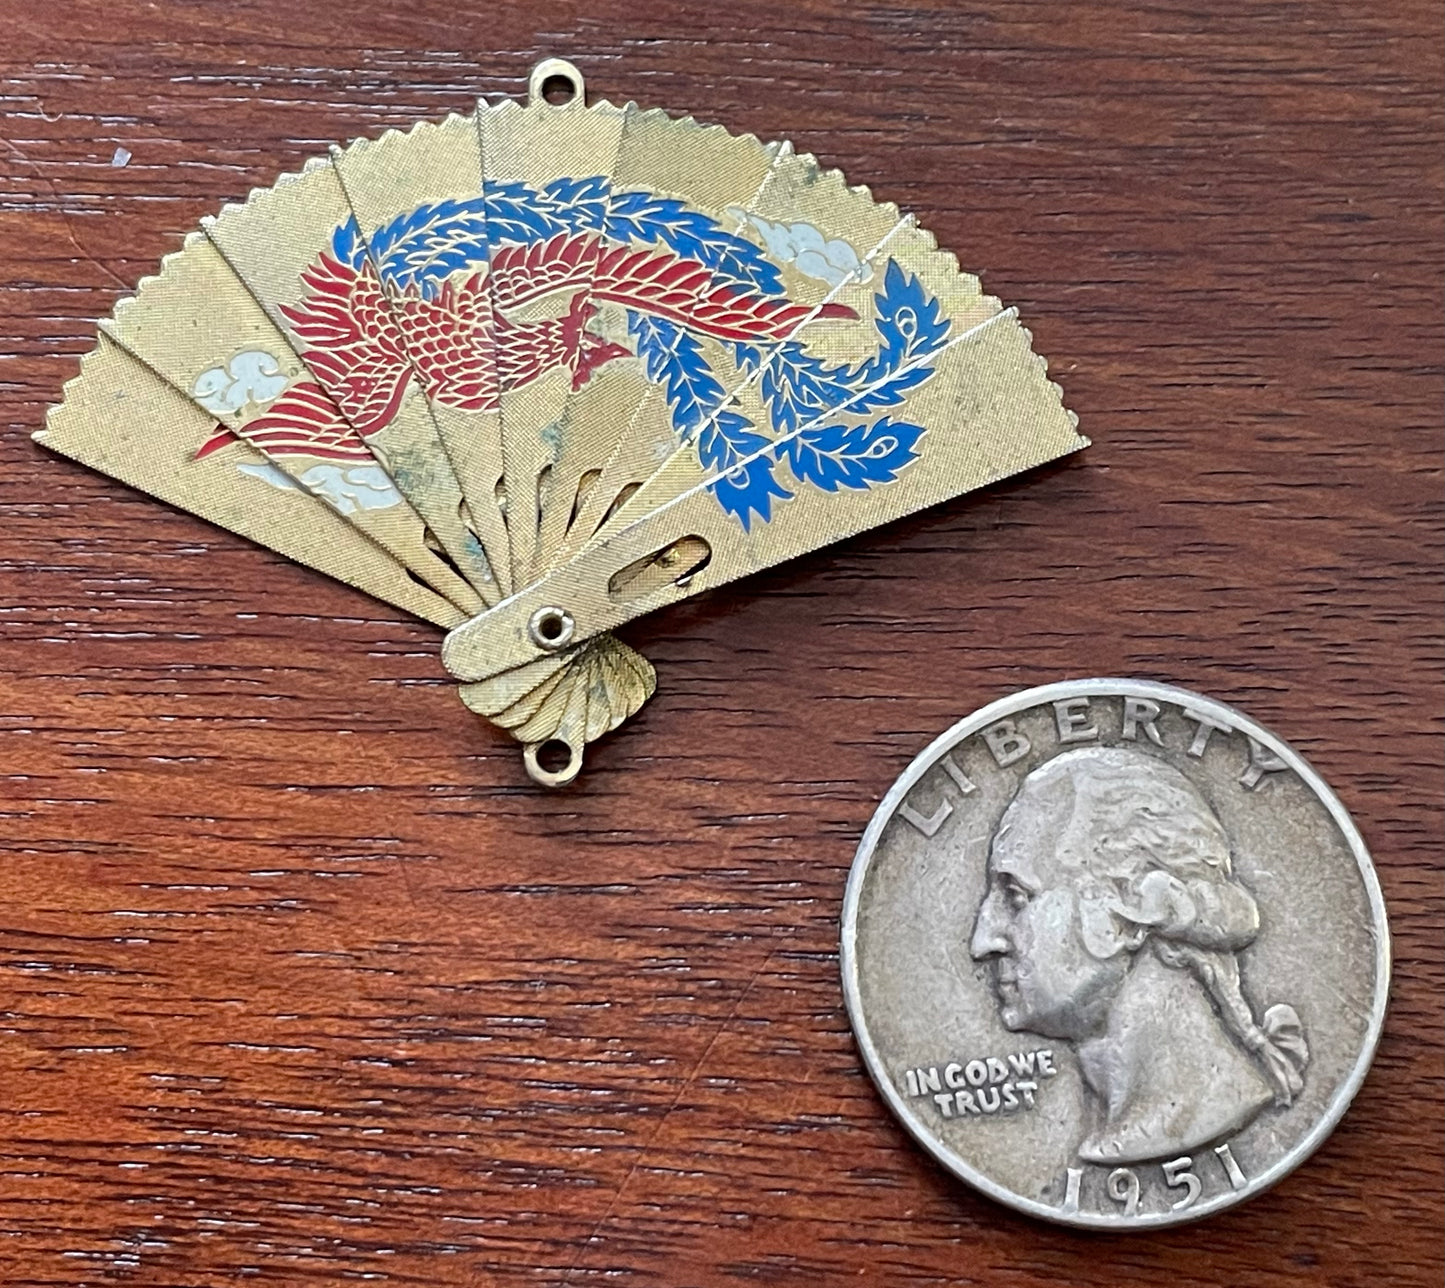 LIBERTY
IN GOD WE
TRUST
1951